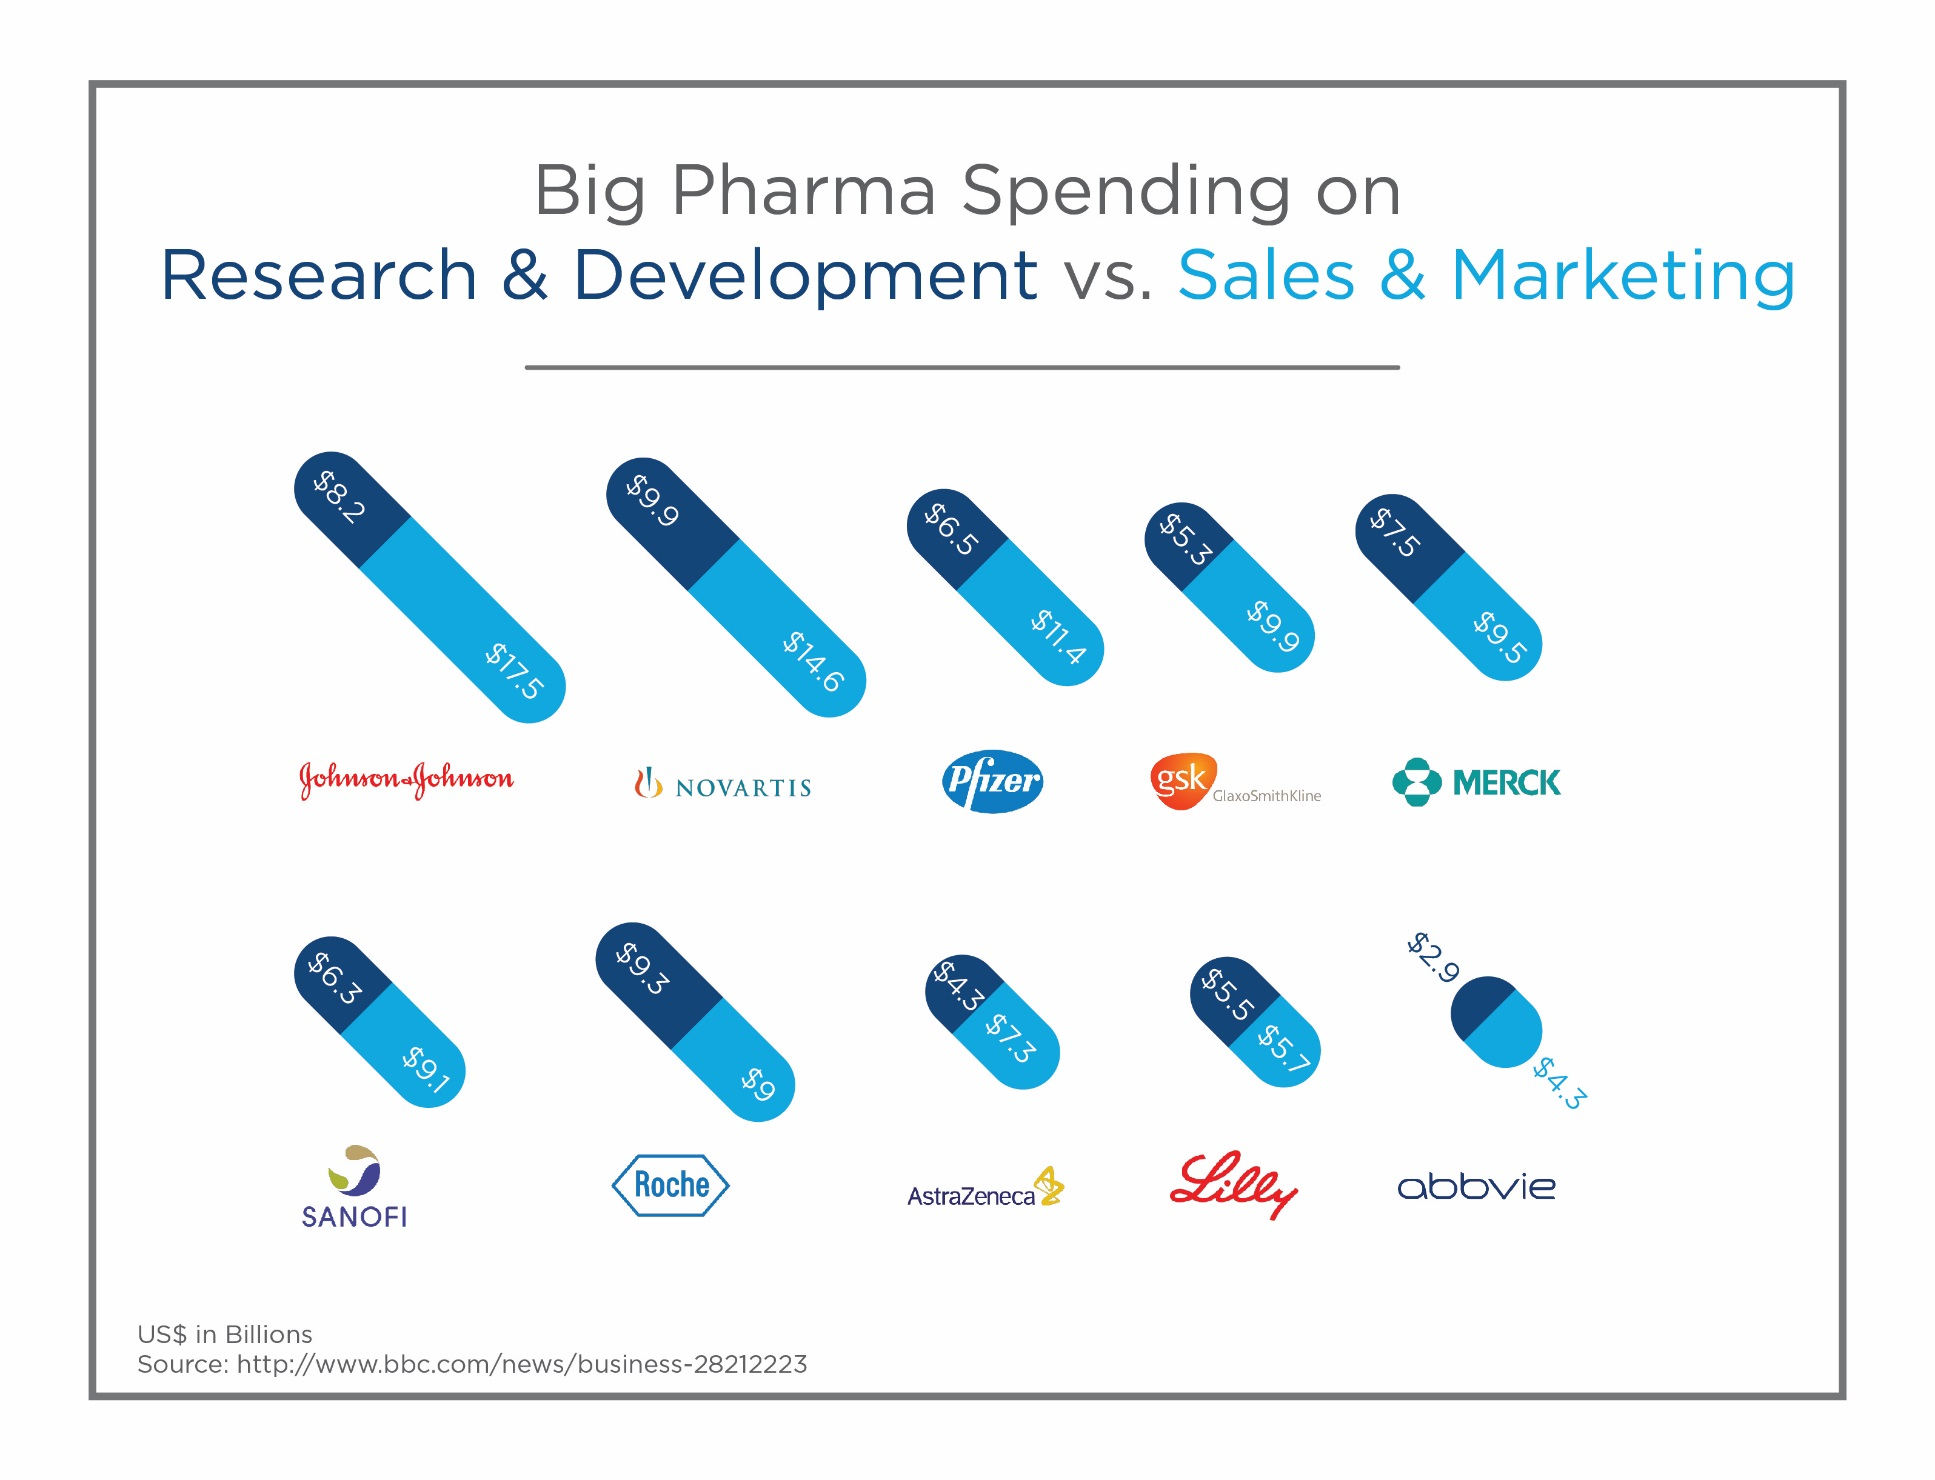 Big Pharma Spending on
Research & Development vs. Sales & Marketing
$8.2
$17.5
$9.9
$14.6
$6.5
$11.4
$5.3
$9.9
$7.5
$9.5
Johnson&Johnson
NOVARTIS
Pfizer
gsk
GlaxoSmithKline
MERCK
$6.3
$9.1
$9.3
$9
$4.3
$7.3
$5.5
$5.7
$2.9
$4.3
SANOFI
Roche
AstraZeneca
Lilly
abbvie
US$ in Billions
Source: http://www.bbc.com/news/business-28212223